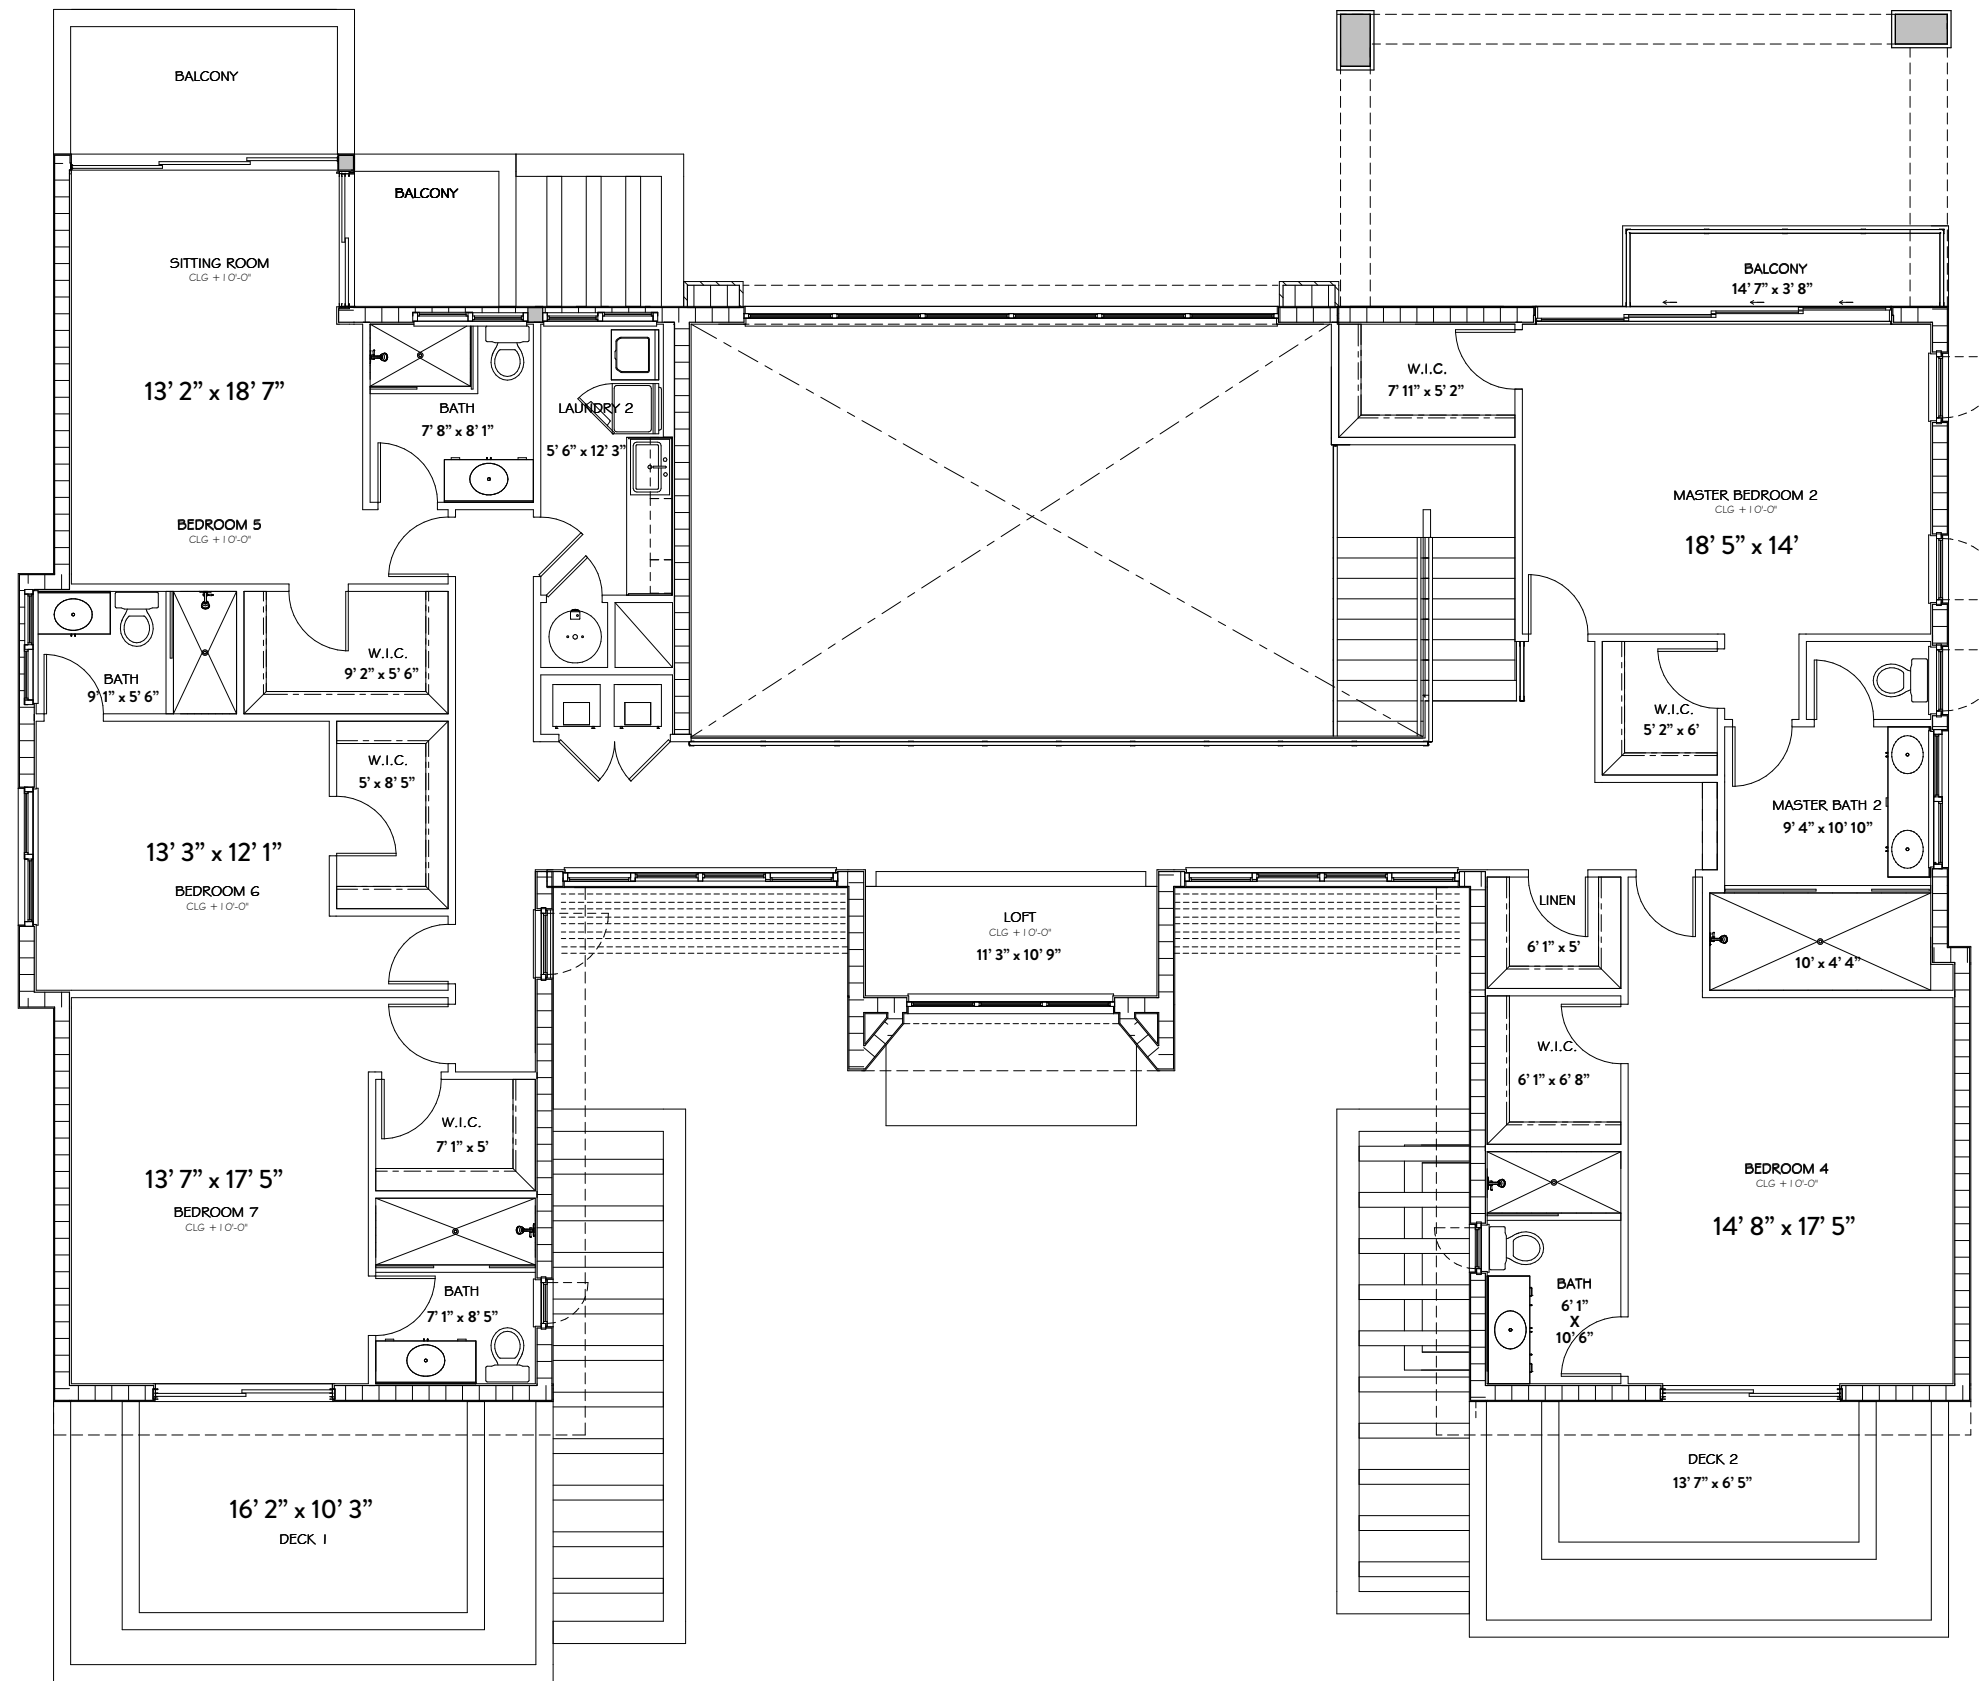 BALCONY
BALCONY
SITTING ROOM
CLG +10'-0"
13’ 2” x 18’ 7”
BEDROOM 5
CLG +10'-0"
BATH
7’ 8” x 8’ 1”
LAUNDRY 2
5’ 6” x 12’ 3”
BALCONY
14’ 7” x 3’ 8”
W.I.C.
7’ 11” x 5’ 2”
MASTER BEDROOM 2
CLG +10'-0"
18’ 5” x 14’
BATH
9’ 1” x 5’ 6”
W.I.C.
9’ 2” x 5’ 6”
W.I.C.
5’ x 8’ 5”
13’ 3” x 12’ 1”
BEDROOM 6
CLG +10'-0"
W.I.C.
5’ 2” x 6’
MASTER BATH 2
9’ 4” x 10’ 10”
LOFT
CLG +10'-0"
11’ 3” x 10’ 9”
LINEN
6’ 1” x 5’
10’ x 4’ 4”
W.I.C.
6’ 1” x 6’ 8”
W.I.C.
7’ 1” x 5’
13’ 7” x 17’ 5”
BEDROOM 7
CLG +10'-0"
BATH
7’ 1” x 8’ 5”
BEDROOM 4
CLG +10'-0"
14’ 8” x 17’ 5”
BATH
6’ 1”
X
10’ 6”
16’ 2” x 10’ 3”
DECK 1
DECK 2
13’ 7” x 6’ 5”